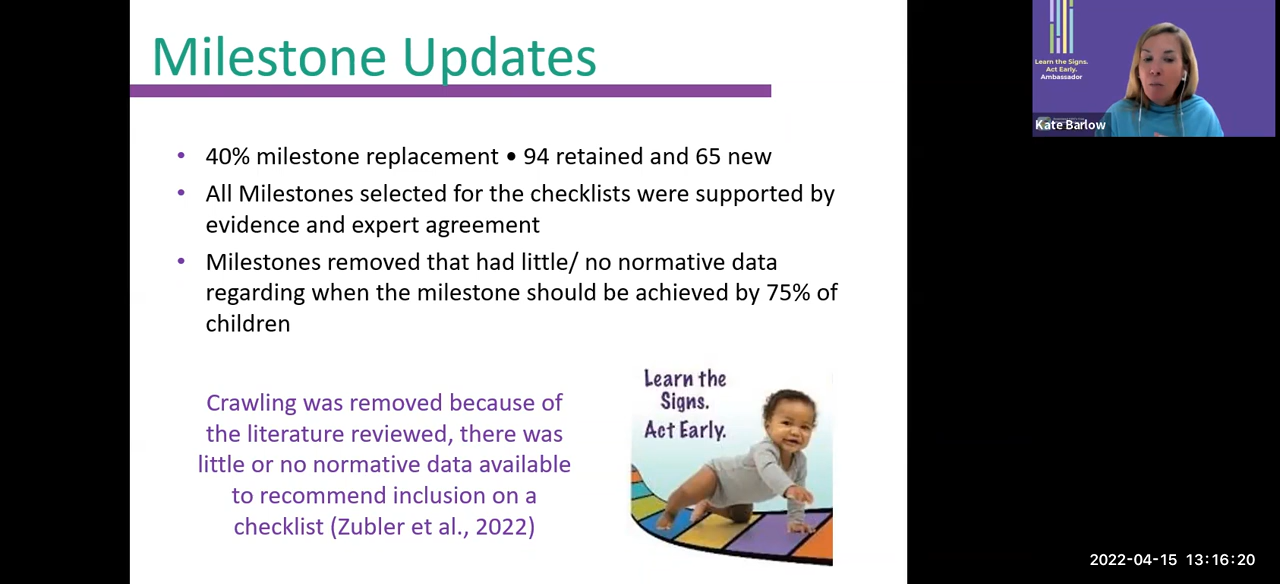 Milestone Updates
• 40% milestone replacement • 94 retained and 65 new
• All Milestones selected for the checklists were supported by
evidence and expert agreement
• Milestones removed that had little/ no normative data
regarding when the milestone should be achieved by 75% of
children
Crawling was removed because of
the literature reviewed, there was
little or no normative data available
to recommend inclusion on a
checklist (Zubler et al., 2022)
Learn the
Signs.
Act Early.
Learn the Signs.
Act Early.
Ambassador
Kate Barlow
2022-04-15 13:16:20